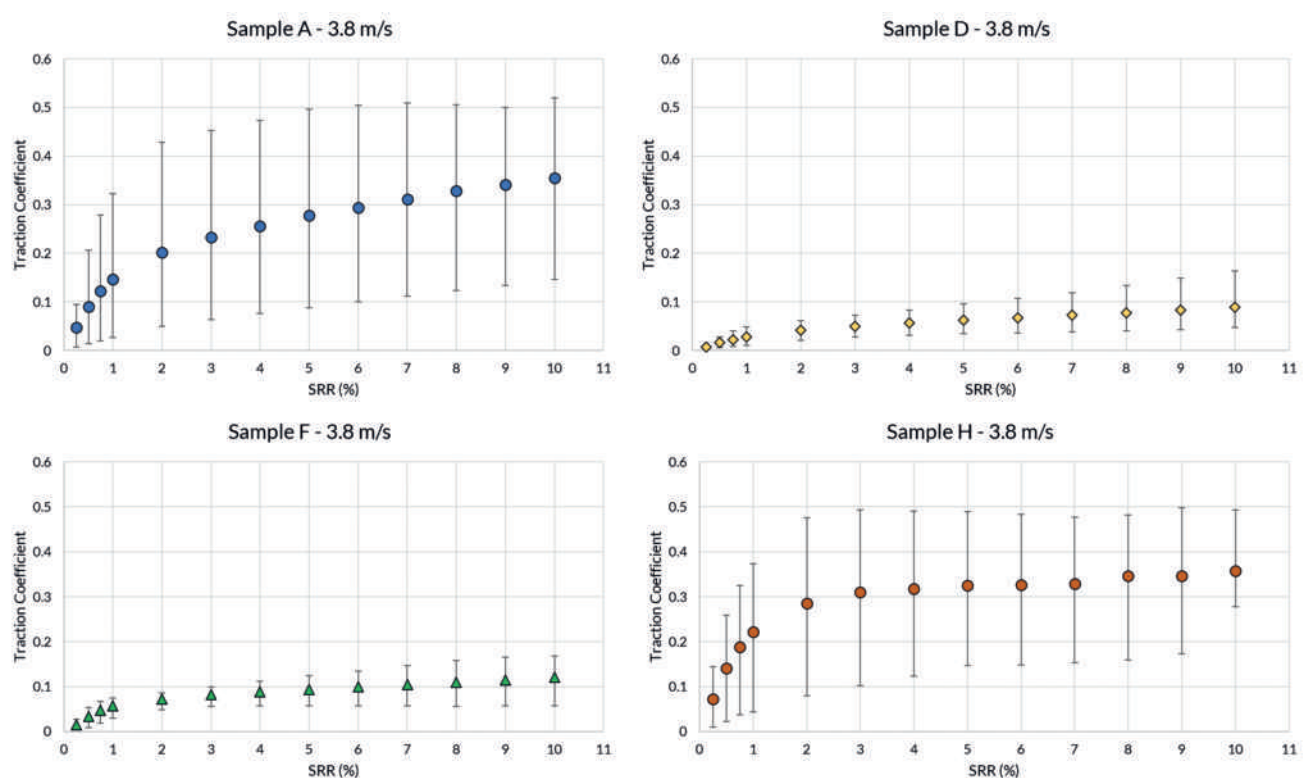 Sample A - 3.8 m/s
Traction Coefficient
0.6
0.5
0.4
0.3
0.2
0.1
0
0 1 2 3 4 5 6 7 8 9 10 11
SRR (%)
Sample D - 3.8 m/s
Traction Coefficient
0.6
0.5
0.4
0.3
0.2
0.1
0
0 1 2 3 4 5 6 7 8 9 10 11
SRR (%)
Sample F - 3.8 m/s
Traction Coefficient
0.6
0.5
0.4
0.3
0.2
0.1
0
0 1 2 3 4 5 6 7 8 9 10 11
SRR (%)
Sample H - 3.8 m/s
Traction Coefficient
0.6
0.5
0.4
0.3
0.2
0.1
0
0 1 2 3 4 5 6 7 8 9 10 11
SRR (%)